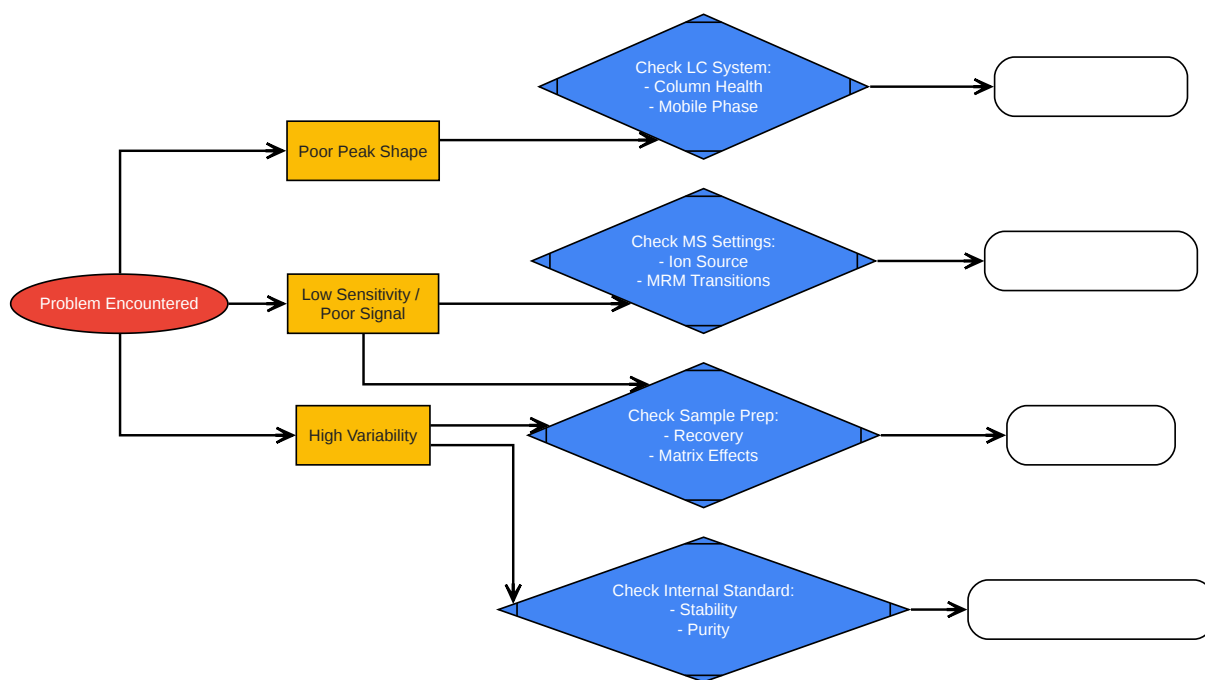 Check LC System:
- Column Health
- Mobile Phase
Poor Peak Shape
Check MS Settings:
- Ion Source
- MRM Transitions
Problem Encountered
Low Sensitivity /
Poor Signal
Check Sample Prep:
- Recovery
- Matrix Effects
High Variability
Check Internal Standard:
- Stability
- Purity